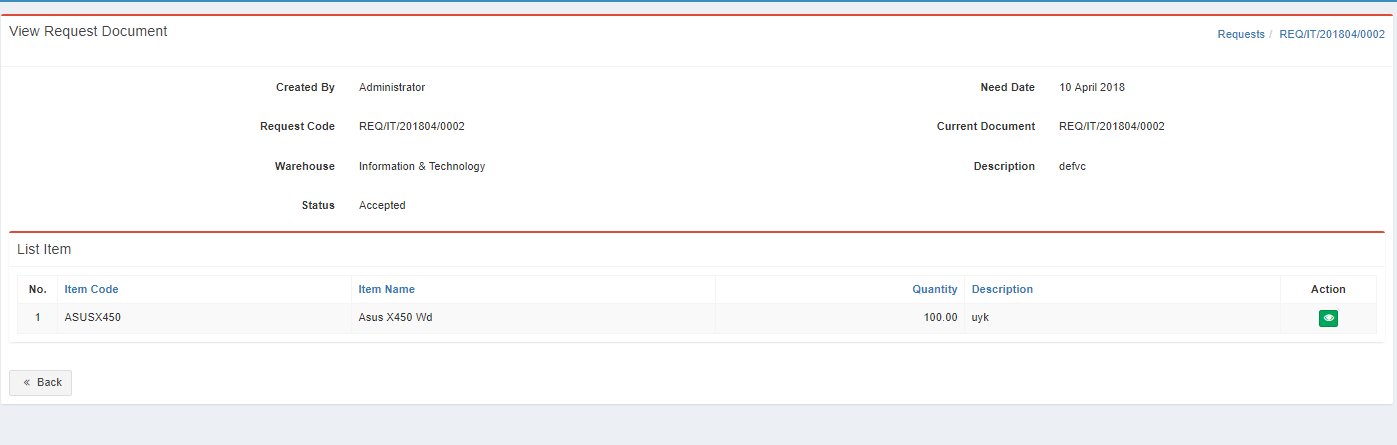 View Request Document
Requests / REQ/IT/201804/0002
Created By Administrator Need Date 10 April 2018
Request Code REQ/IT/201804/0002 Current Document REQ/IT/201804/0002
Warehouse Information & Technology Description defvc
Status Accepted
List Item
No. Item Code Item Name Quantity Description Action
1 ASUSX450 Asus X450 Wd 100.00 uyk
« Back